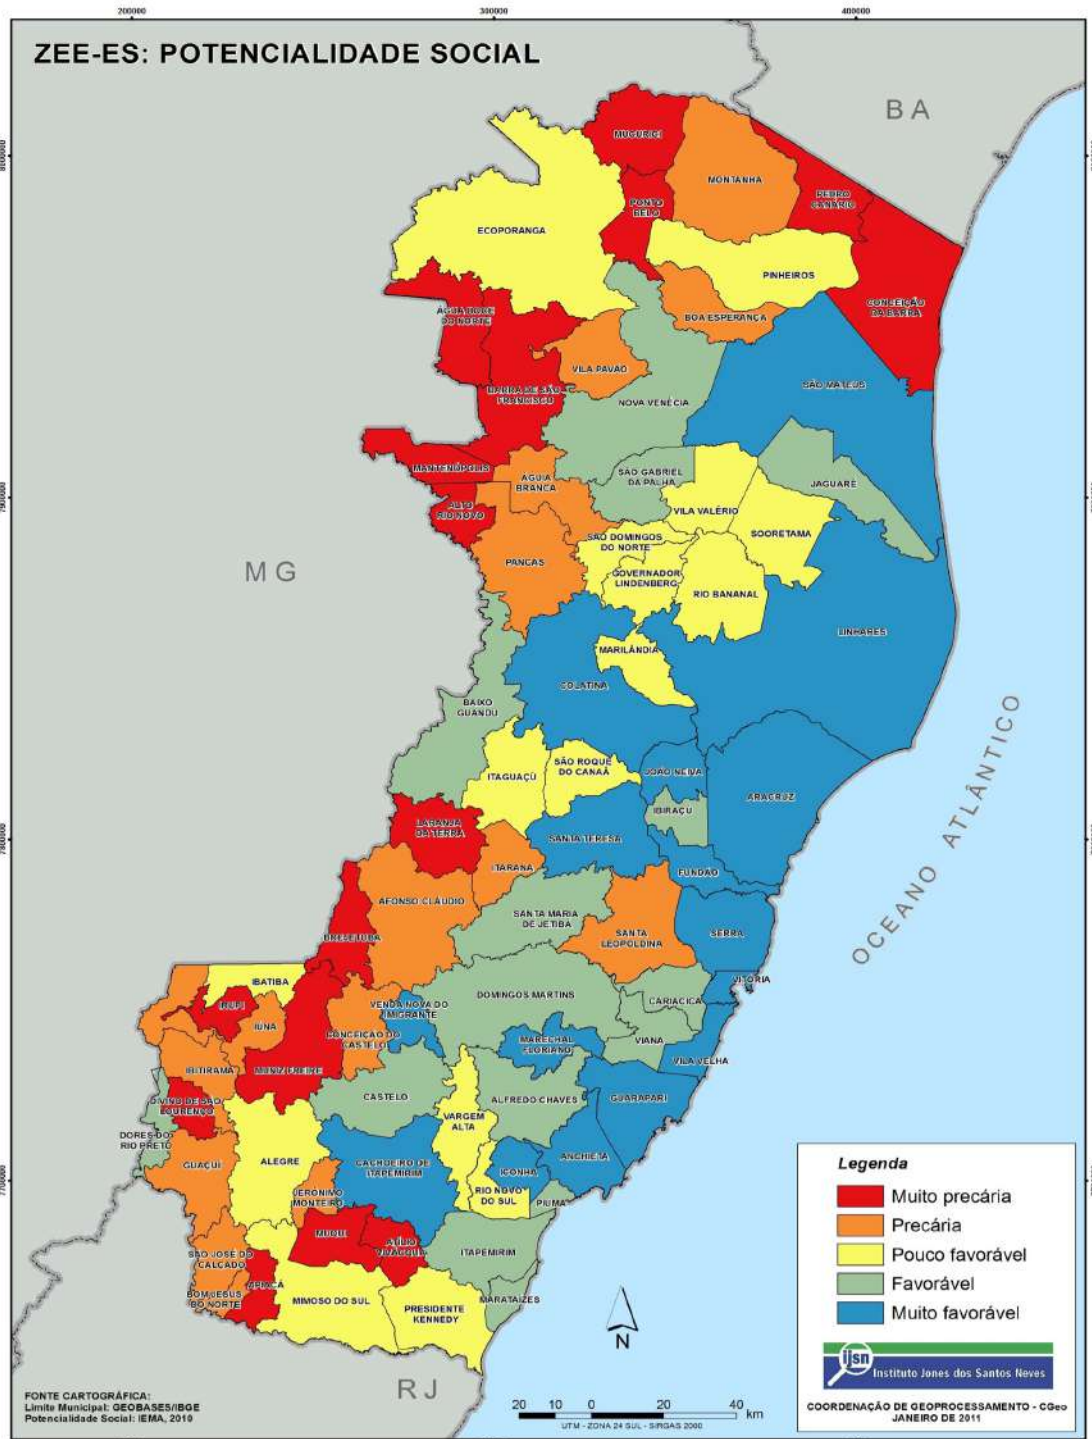 200000
300000
400000
ZEE-ES: POTENCIALIDADE SOCIAL
BA
MUCURICI
MONTANHA
PEDRO
CANÁRIO
PONTO
BELO
ECOPORANGA
PINHEIROS
CONCEIÇÃO
DA BARRA
ÁGUA DOCE
DO NORTE
BOA ESPERANÇA
VILA PAVÃO
SÃO MATEUS
BARRA DE SÃO
FRANCISCO
NOVA VENÉCIA
MANTENÓPOLIS
ÁGUIA
BRANCA
SÃO GABRIEL
DA PALHA
JAGUARÉ
ALTO
RIO NOVO
VILA VALÉRIO
SOORETAMA
SÃO DOMINGOS
DO NORTE
PANCAS
MG
GOVERNADOR
LINDENBERG
RIO BANANAL
LINHARES
MARILÂNDIA
COLATINA
BAIXO
GUANDU
OCEANO ATLÂNTICO
SÃO ROQUE
DO CANAÃ
ITAGUAÇÚ
JOÃO NEIVA
ARACRUZ
IBIRAÇU
LARANJA
DA TERRA
SANTA TERESA
ITARANA
FUNDÃO
AFONSO CLÁUDIO
SANTA MARIA
DE JETIBÁ
BREJETUBA
SANTA
LEOPOLDINA
SERRA
IBATIBA
VITÓRIA
DOMINGOS MARTINS
CARIACICA
IRUPI
VENDA NOVA DO
IMIGRANTE
IÚNA
CONCEIÇÃO DO
CASTELO
MARECHAL
FLORIANO
VIANA
VILA VELHA
IBITIRAMA
MUNIZ FREIRE
CASTELO
ALFREDO CHAVES
GUARAPARI
DIVINO DE SÃO
LOURENÇO
VARGEM
ALTA
DORES DO
RIO PRETO
GUAÇUÍ
ALEGRE
CACHOEIRO DE
ITAPEMIRIM
ICONHA
ANCHIETA
JERÔNIMO
MONTEIRO
RIO NOVO
DO SUL
PIÚMA
MUQUI
ATÍLIO
VIVACQUA
ITAPEMIRIM
SÃO JOSÉ DO
CALÇADO
APIACÁ
BOM JESUS
DO NORTE
MIMOSO DO SUL
PRESIDENTE
KENNEDY
MARATAÍZES
RJ
N
Legenda
Muito precária
Precária
Pouco favorável
Favorável
Muito favorável
ijsn
Instituto Jones dos Santos Neves
COORDENAÇÃO DE GEOPROCESSAMENTO - CGeo
JANEIRO DE 2011
FONTE CARTOGRÁFICA:
Limite Municipal: GEOBASES/IBGE
Potencialidade Social: IEMA, 2010
20 10 0 20 40 km
UTM - ZONA 24 SUL - SIRGAS 2000